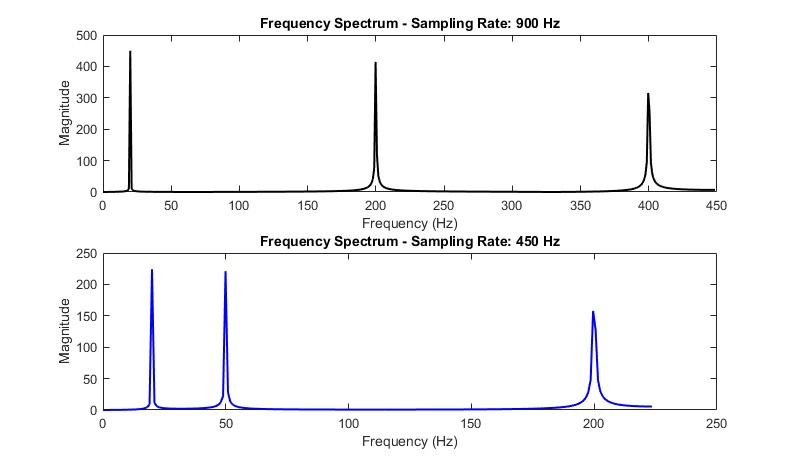 Frequency Spectrum - Sampling Rate: 900 Hz
500
400
300
200
100
0
Magnitude
0 50 100 150 200 250 300 350 400 450
Frequency (Hz)
Frequency Spectrum - Sampling Rate: 450 Hz
250
200
150
100
50
0
Magnitude
0 50 100 150 200 250
Frequency (Hz)